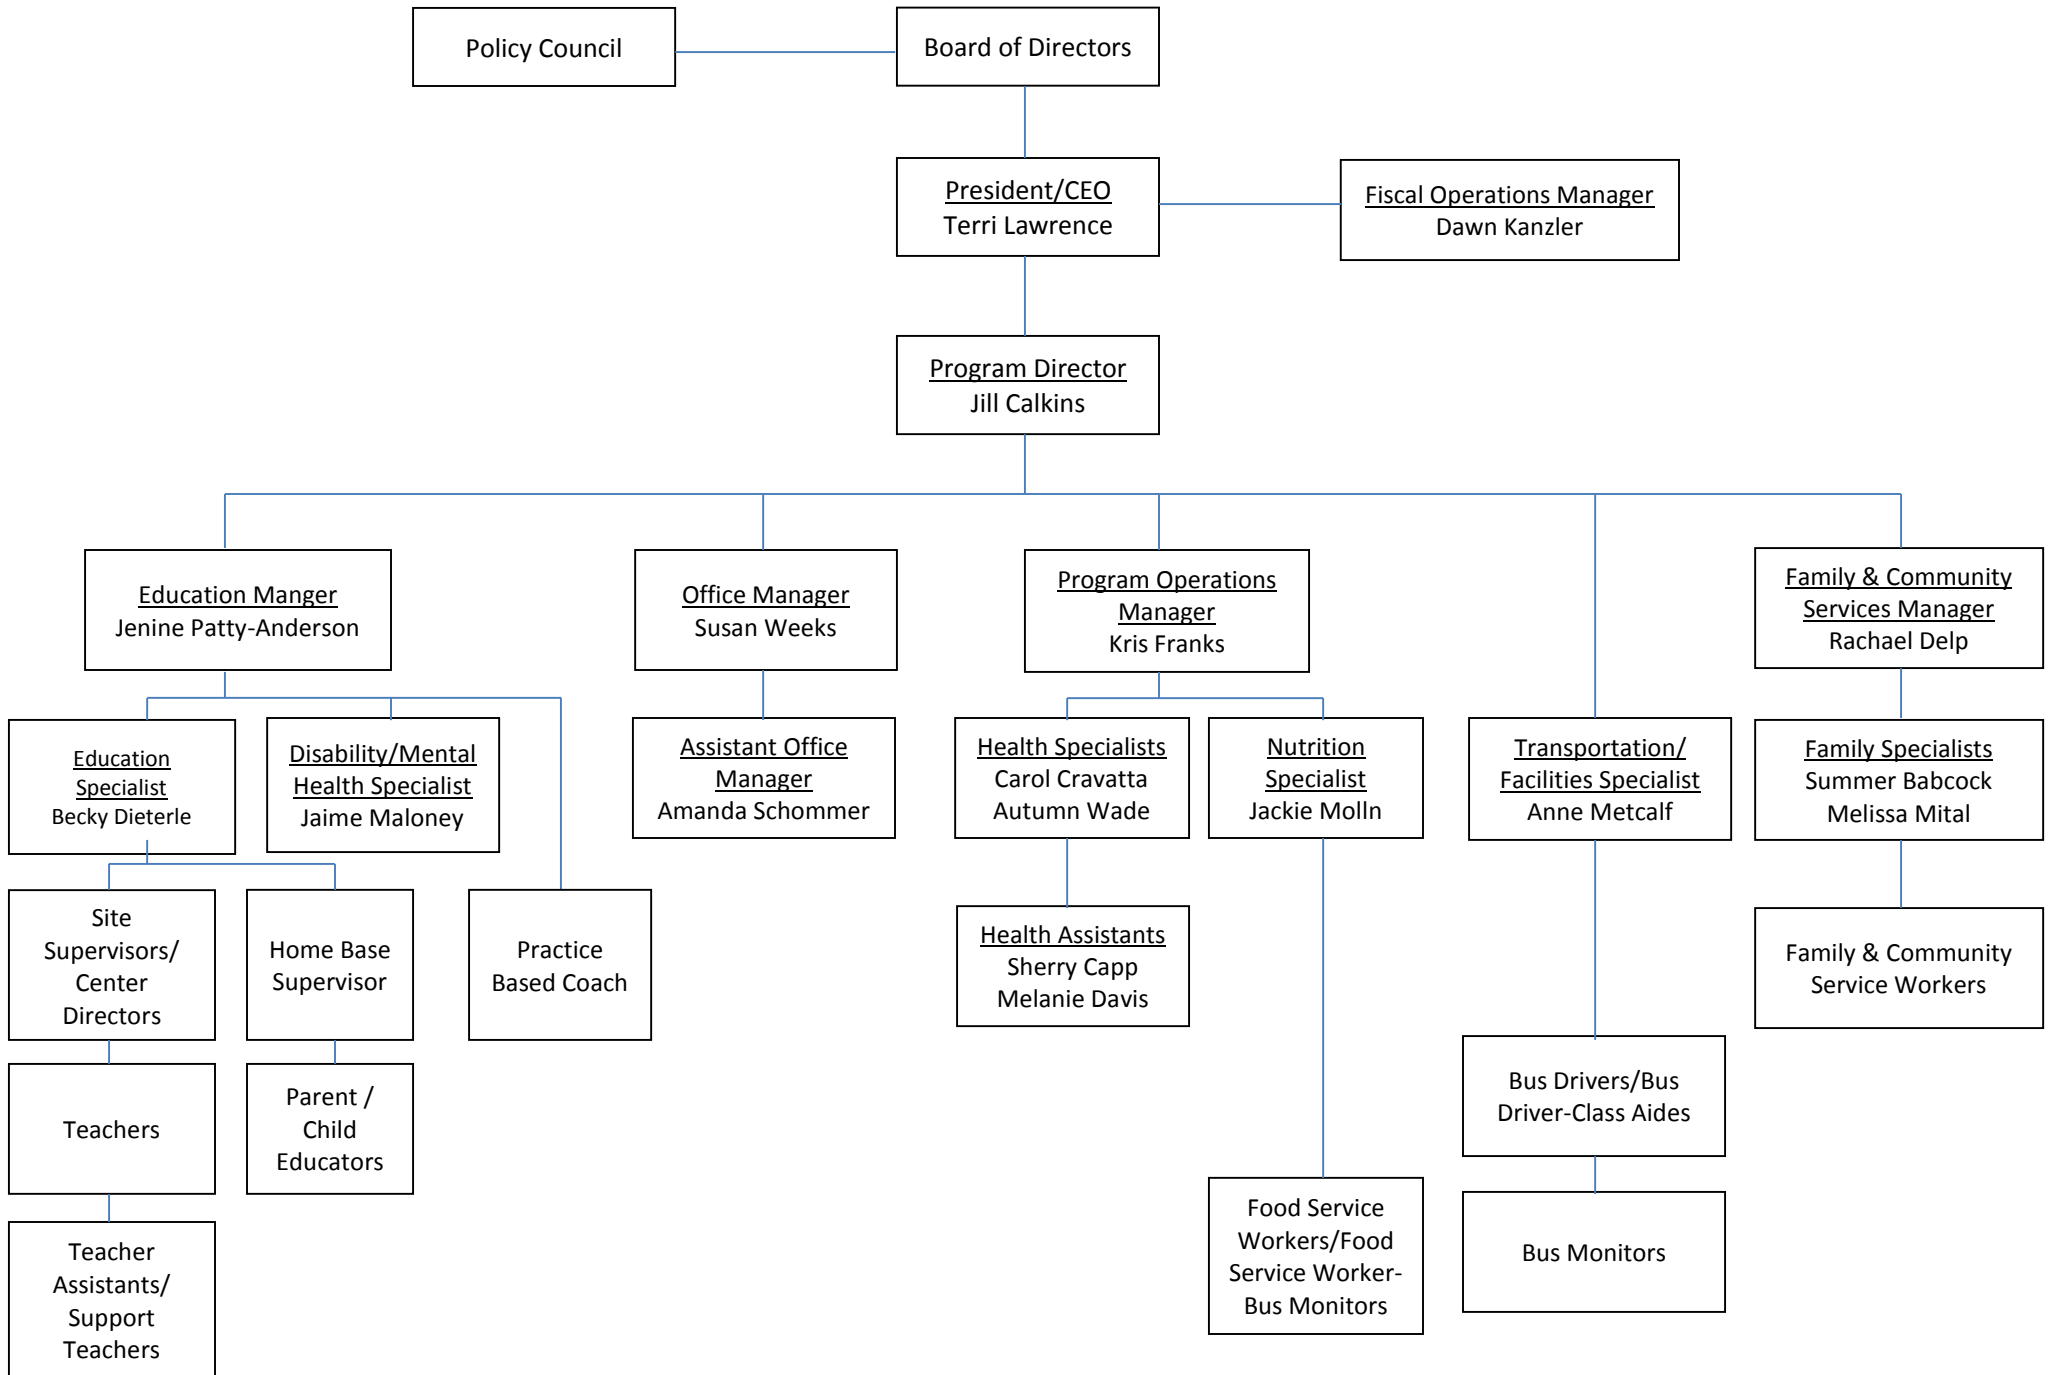 Policy Council
Board of Directors
President/CEO
Terri Lawrence
Fiscal Operations Manager
Dawn Kanzler
Program Director
Jill Calkins
Education Manger
Jenine Patty-Anderson
Office Manager
Susan Weeks
Program Operations
Manager
Kris Franks
Family & Community
Services Manager
Rachael Delp
Education
Specialist
Becky Dieterle
Disability/Mental
Health Specialist
Jaime Maloney
Assistant Office
Manager
Amanda Schommer
Health Specialists
Carol Cravatta
Autumn Wade
Nutrition
Specialist
Jackie Molln
Transportation/
Facilities Specialist
Anne Metcalf
Family Specialists
Summer Babcock
Melissa Mital
Site
Supervisors/
Center
Directors
Home Base
Supervisor
Practice
Based Coach
Health Assistants
Sherry Capp
Melanie Davis
Family & Community
Service Workers
Teachers
Parent /
Child
Educators
Bus Drivers/Bus
Driver-Class Aides
Teacher
Assistants/
Support
Teachers
Food Service
Workers/Food
Service Worker-
Bus Monitors
Bus Monitors